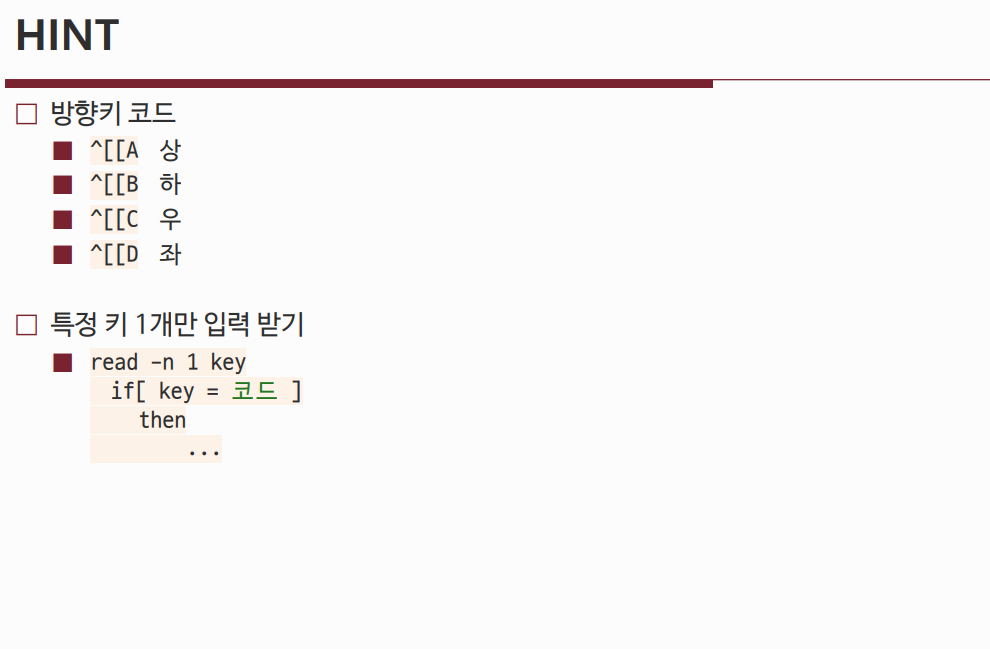 HINT
방향키 코드
^[[A 상
^[[B 하
^[[C 우
^[[D 좌
특정 키 1개만 입력 받기
read -n 1 key
if[ key = 코드 ]
then
...